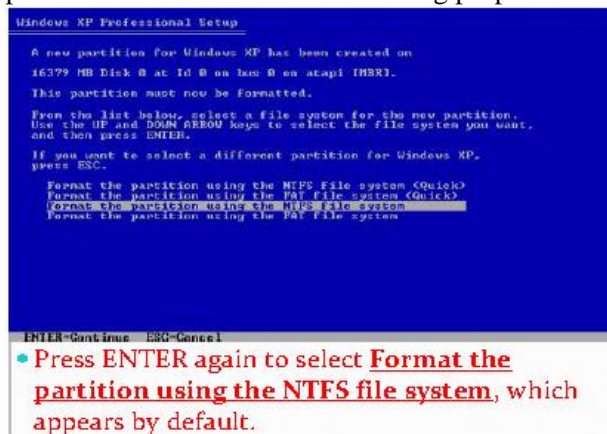 Windows XP Professional Setup
A new partition for Windows XP has been created on
16379 MB Disk 0 at Id 0 on bus 0 on atapi [MBR].
This partition must now be formatted.
From the list below, select a file system for the new partition.
Use the UP and DOWN ARROW keys to select the file system you want,
and then press ENTER.
If you want to select a different partition for Windows XP,
press ESC.
Format the partition using the NTFS file system (Quick)
Format the partition using the FAT file system (Quick)
Format the partition using the NTFS file system
Format the partition using the FAT file system
ENTER=Continue ESC=Cancel
• Press ENTER again to select Format the
partition using the NTFS file system, which
appears by default.